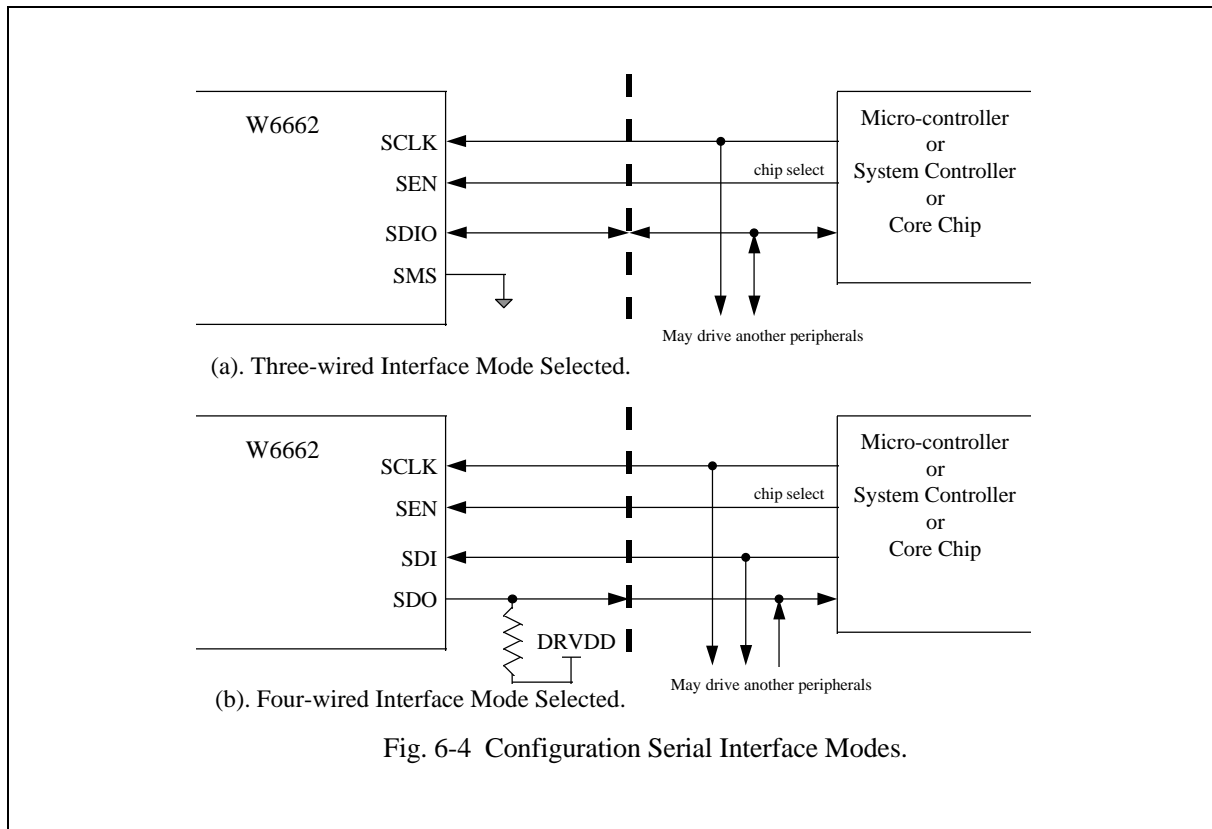 W6662
SCLK
SEN
SDIO
SMS
chip select
Micro-controller
or
System Controller
or
Core Chip
May drive another peripherals
(a). Three-wired Interface Mode Selected.
W6662
SCLK
SEN
SDI
SDO
DRVDD
chip select
Micro-controller
or
System Controller
or
Core Chip
May drive another peripherals
(b). Four-wired Interface Mode Selected.
Fig. 6-4 Configuration Serial Interface Modes.